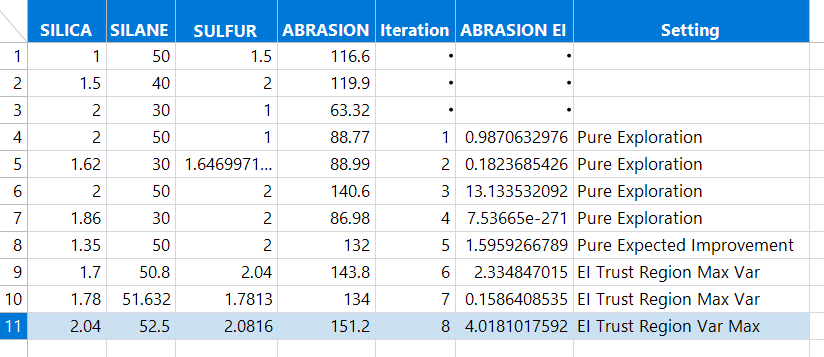 SILICA SILANE SULFUR ABRASION Iteration ABRASION EI Setting
1 1 50 1.5 116.6 • •
2 1.5 40 2 119.9 • •
3 2 30 1 63.32 • •
4 2 50 1 88.77 1 0.9870632976 Pure Exploration
5 1.62 30 1.6469971... 88.99 2 0.1823685426 Pure Exploration
6 2 50 2 140.6 3 13.133532092 Pure Exploration
7 1.86 30 2 86.98 4 7.53665e-271 Pure Exploration
8 1.35 50 2 132 5 1.5959266789 Pure Expected Improvement
9 1.7 50.8 2.04 143.8 6 2.334847015 EI Trust Region Max Var
10 1.78 51.632 1.7813 134 7 0.1586408535 EI Trust Region Max Var
11 2.04 52.5 2.0816 151.2 8 4.0181017592 EI Trust Region Var Max